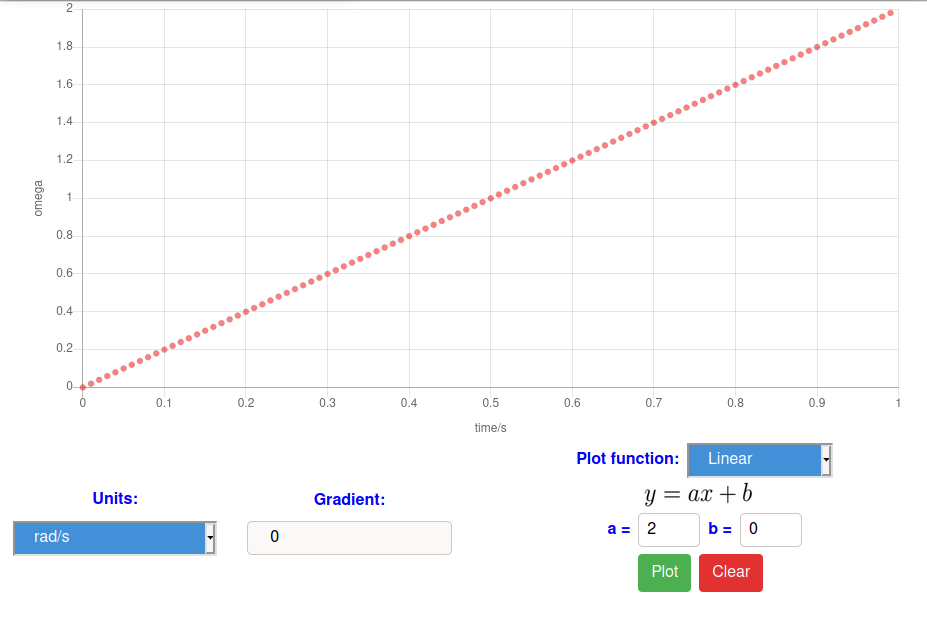 2
1.8
1.6
1.4
1.2
1
0.8
0.6
0.4
0.2
0
omega
0 0.1 0.2 0.3 0.4 0.5 0.6 0.7 0.8 0.9 1
time/s
Plot function: Linear
y = ax + b
Units: Gradient:
rad/s 0
a = 2 b = 0
Plot Clear